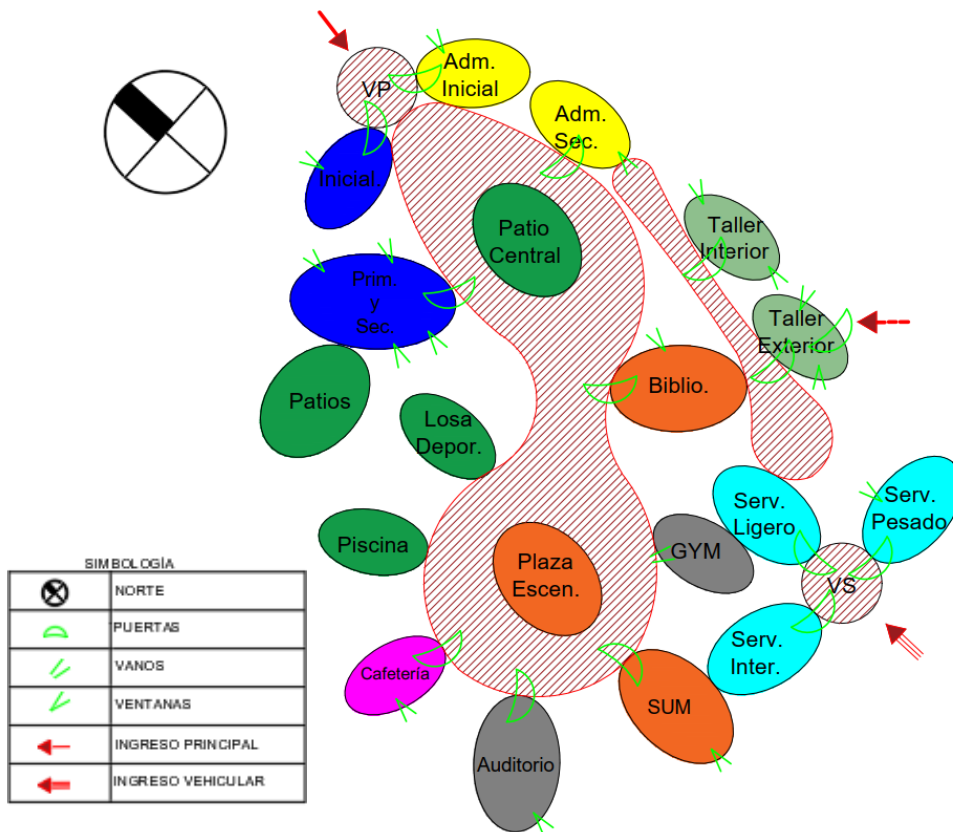 VP
Adm.
Inicial
Adm.
Sec.
Inicial.
Patio
Central
Taller
Interior
Prim.
y
Sec.
Taller
Exterior
Patios
Biblio.
Losa
Depor.
Serv.
Ligero
Serv.
Pesado
Piscina
Plaza
Escen.
GYM
VS
Serv.
Inter.
Cafetería
SUM
Auditorio
SIMBOLOGÍA
NORTE
PUERTAS
VANOS
VENTANAS
INGRESO PRINCIPAL
INGRESO VEHICULAR